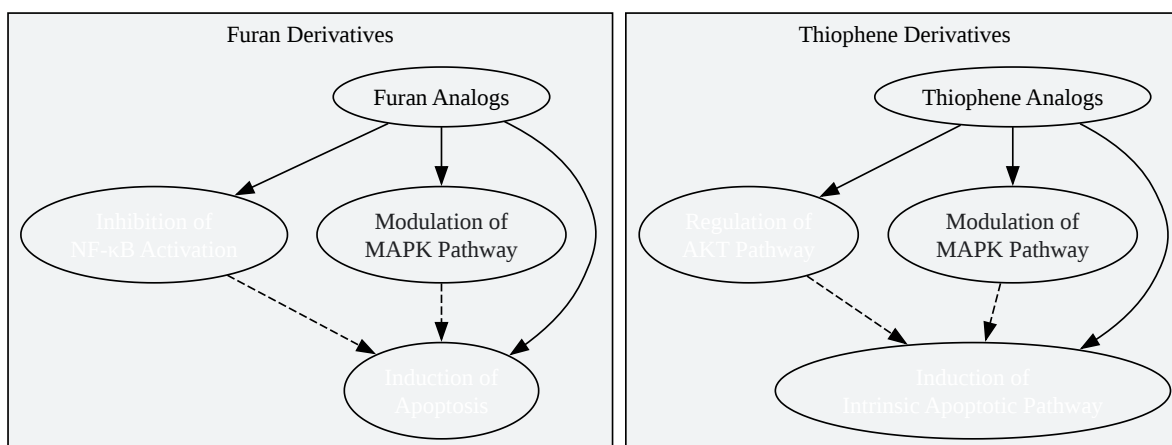 Furan Derivatives
Furan Analogs
Inhibition of
NF-κB Activation
Modulation of
MAPK Pathway
Induction of
Apoptosis
Thiophene Derivatives
Thiophene Analogs
Regulation of
AKT Pathway
Modulation of
MAPK Pathway
Induction of
Intrinsic Apoptotic Pathway